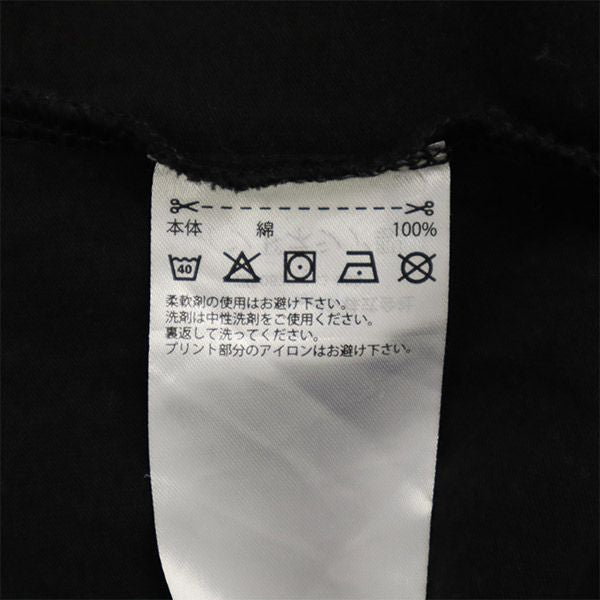 本体 綿 100%
40
柔軟剤の使用はお避け下さい。
洗剤は中性洗剤をご使用ください。
裏返して洗ってください。
プリント部分のアイロンはお避け下さい。